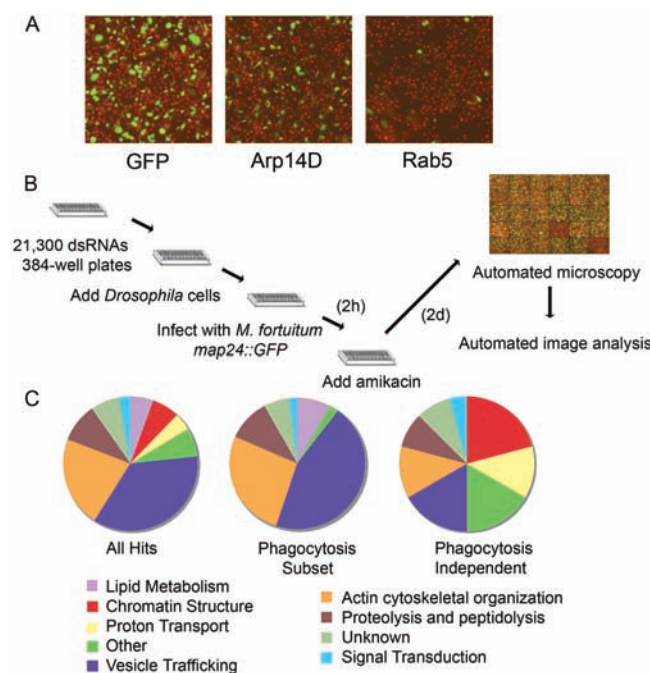 A
GFP
Arp14D
Rab5
B
21,300 dsRNAs
384-well plates
Add Drosophila cells
Infect with M. fortuitum
map24::GFP
(2h)
Add amikacin
(2d)
Automated microscopy
Automated image analysis
C
All Hits
Phagocytosis
Subset
Phagocytosis
Independent
Lipid Metabolism
Chromatin Structure
Proton Transport
Other
Vesicle Trafficking
Actin cytoskeletal organization
Proteolysis and peptidolysis
Unknown
Signal Transduction